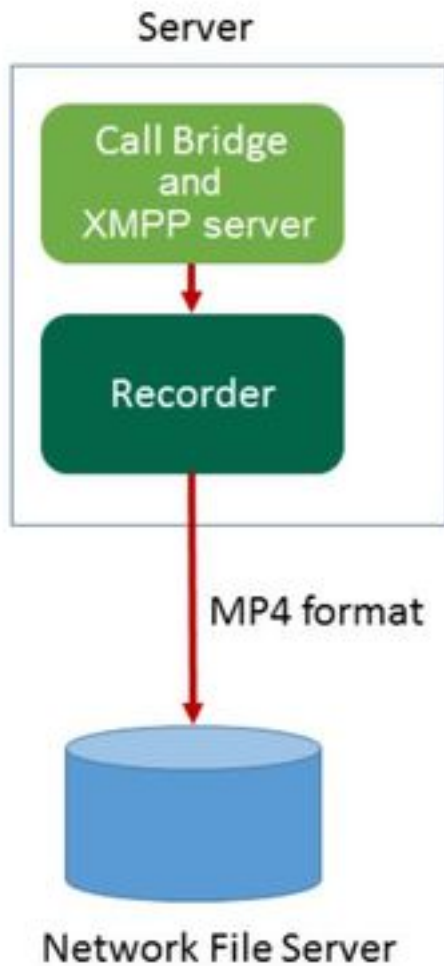 Server
Call Bridge
and
XMPP server
Recorder
MP4 format
Network File Server